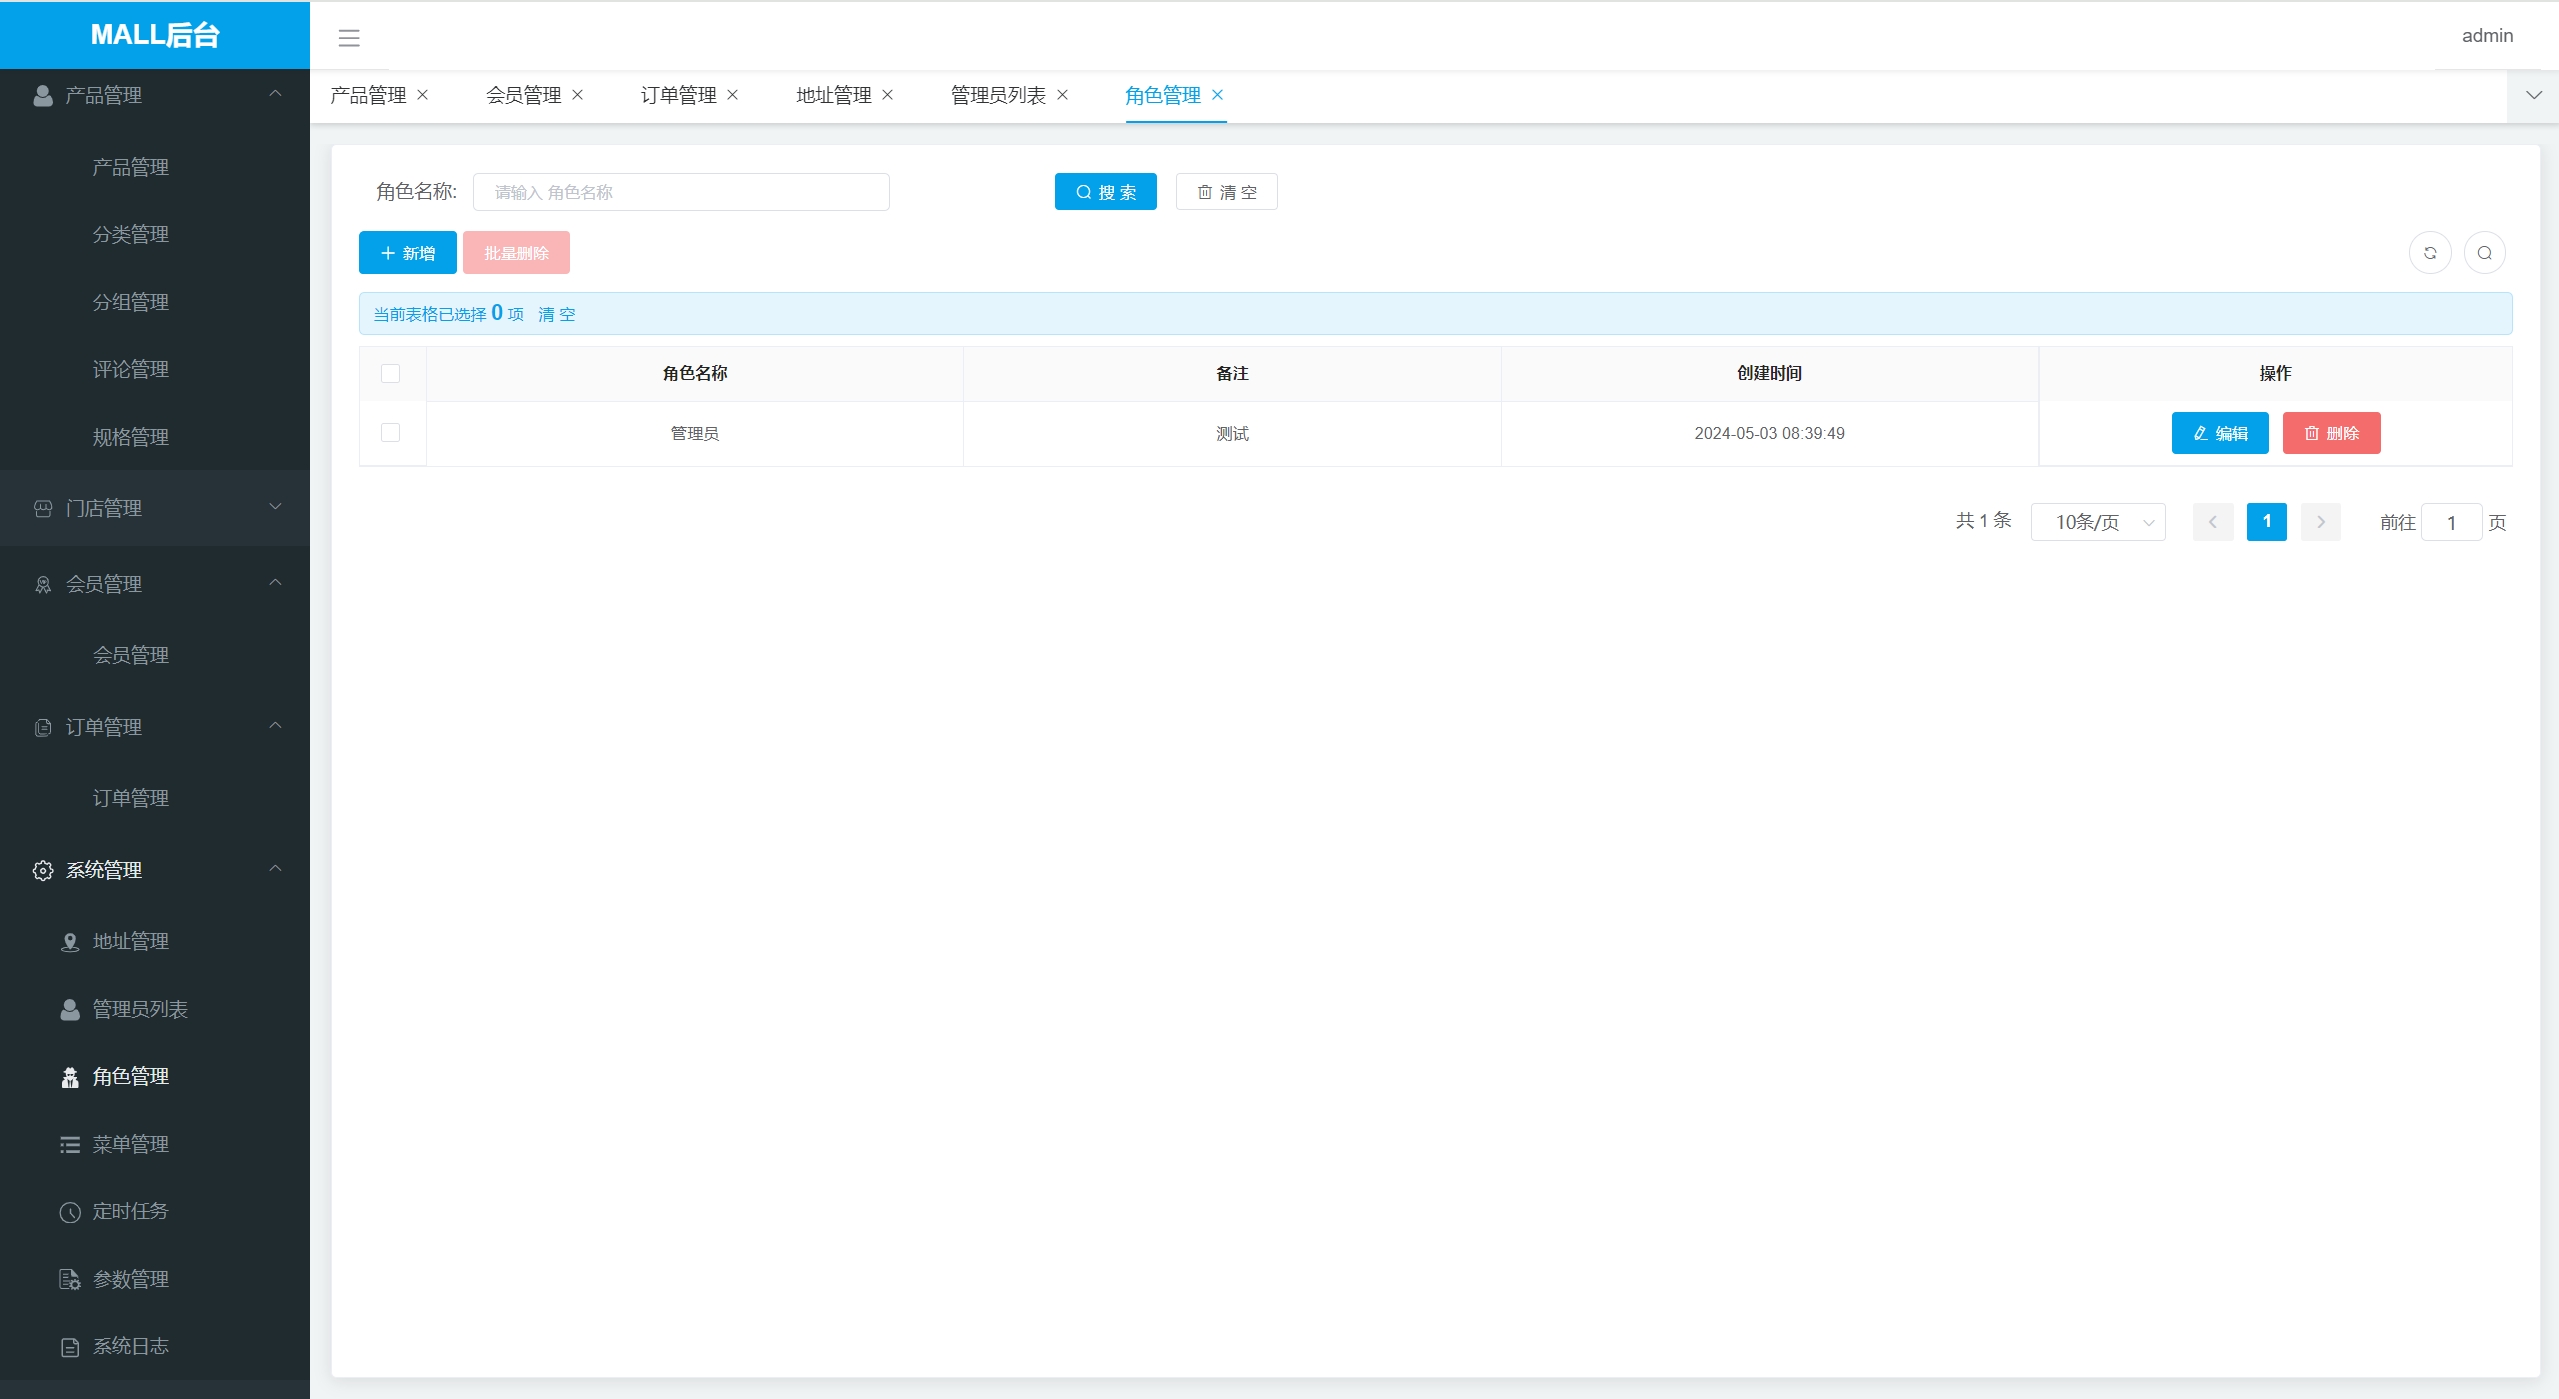 MALL后台
admin
产品管理
产品管理
分类管理
分组管理
评论管理
规格管理
门店管理
会员管理
会员管理
订单管理
订单管理
系统管理
地址管理
管理员列表
角色管理
菜单管理
定时任务
参数管理
系统日志
产品管理 会员管理 订单管理 地址管理 管理员列表 角色管理
角色名称: 请输入 角色名称 搜 索 清 空
新增 批量删除
当前表格已选择 0 项 清 空
角色名称 备注 创建时间 操作
管理员 测试 2024-05-03 08:39:49 编辑 删除
共 1 条 10条/页 1 前往 1 页